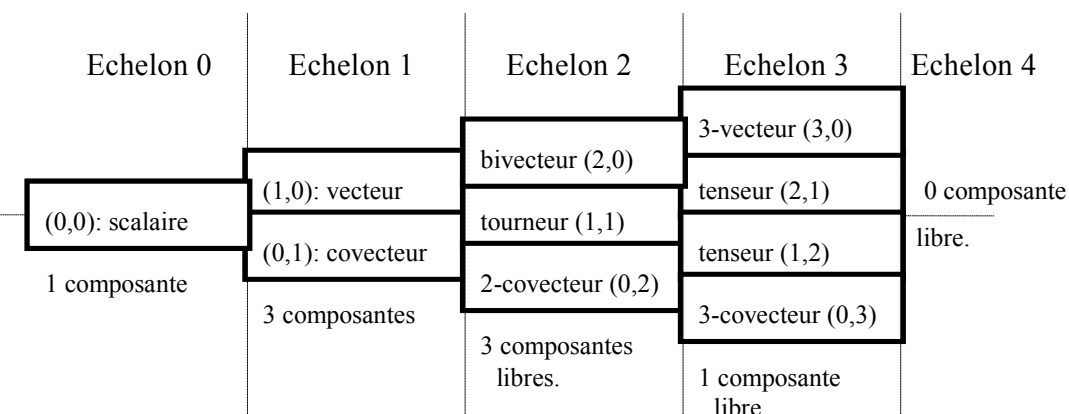 Echelon 0
Echelon 1
Echelon 2
Echelon 3
Echelon 4
(0,0): scalaire
1 composante
(1,0): vecteur
(0,1): covecteur
3 composantes
bivecteur (2,0)
tourneur (1,1)
2-covecteur (0,2)
3 composantes
libres.
3-vecteur (3,0)
tenseur (2,1)
tenseur (1,2)
3-covecteur (0,3)
1 composante
libre
0 composante
libre.